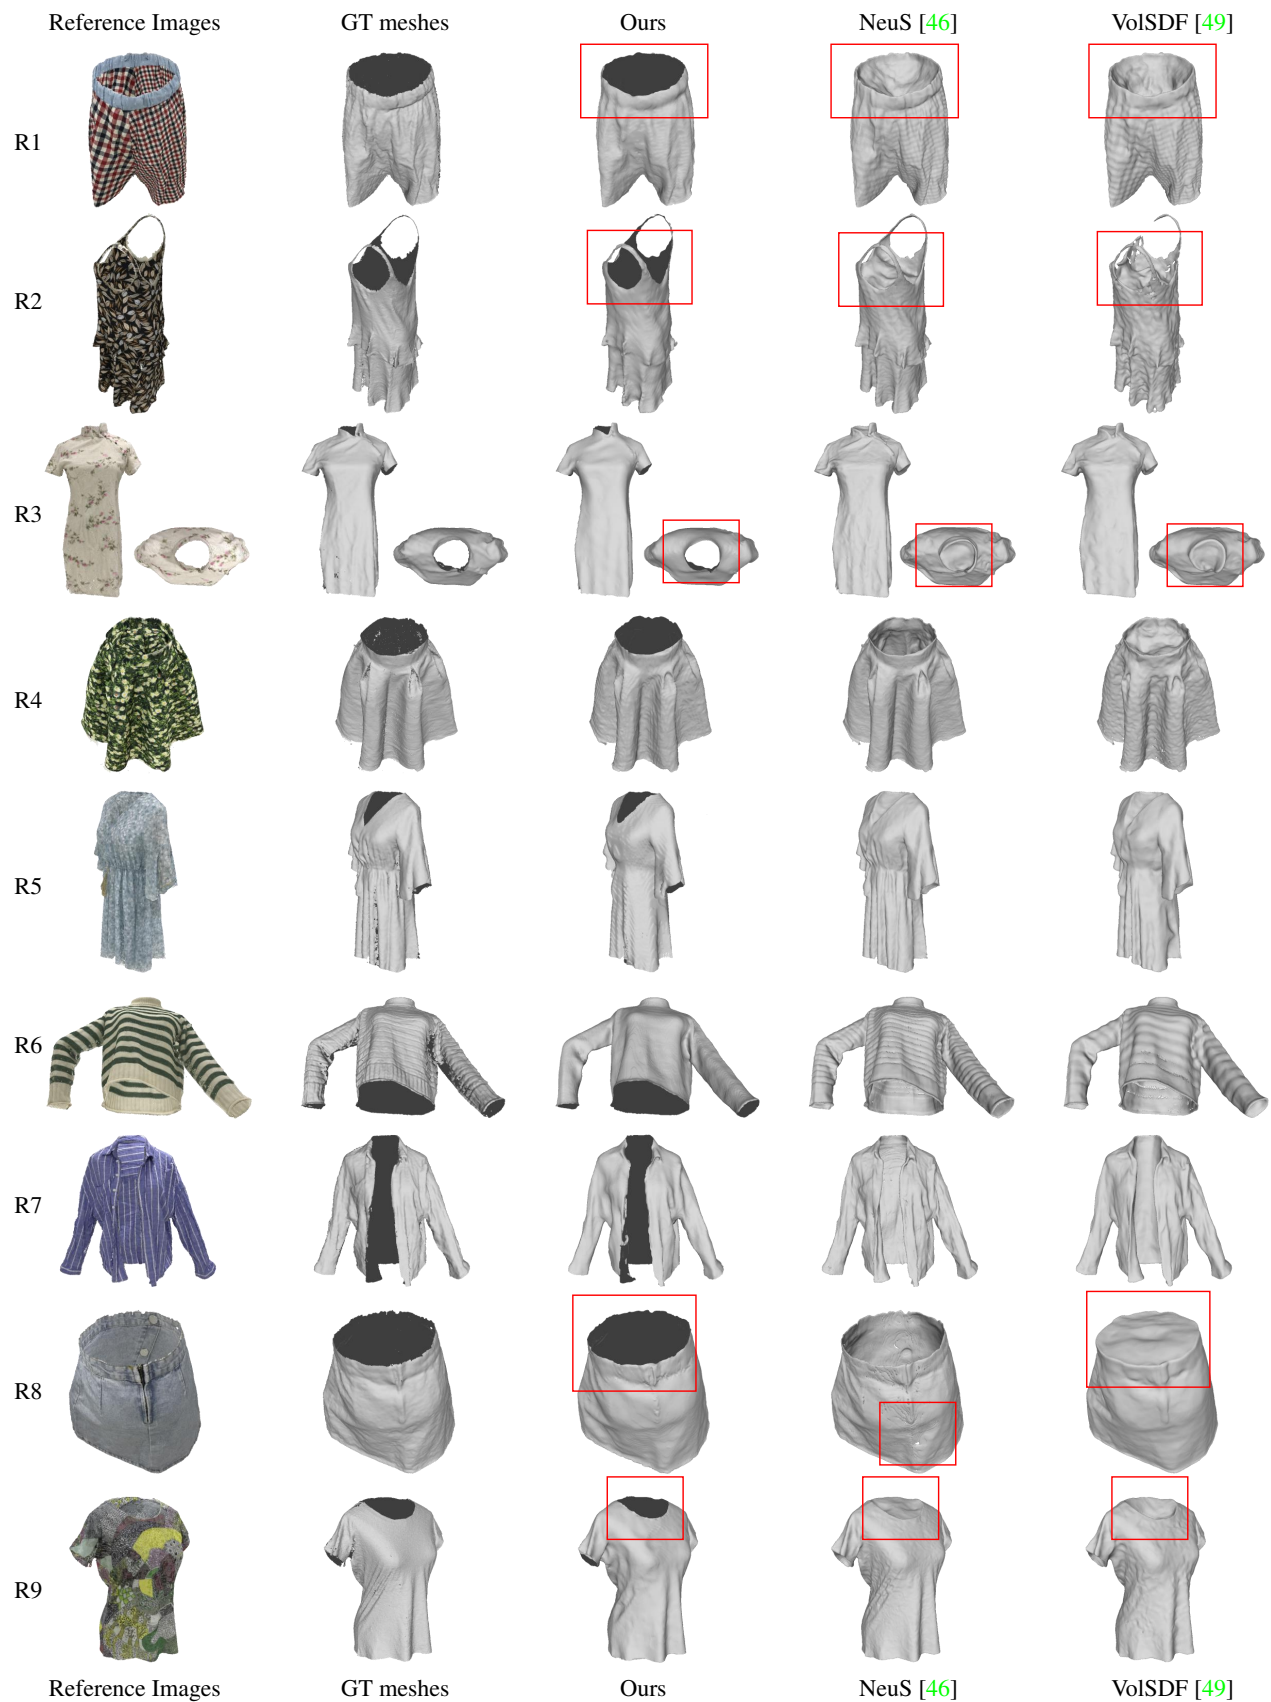 Reference Images GT meshes Ours NeuS [46] VolSDF [49]
R1
R2
R3
R4
R5
R6
R7
R8
R9
Reference Images GT meshes Ours NeuS [46] VolSDF [49]